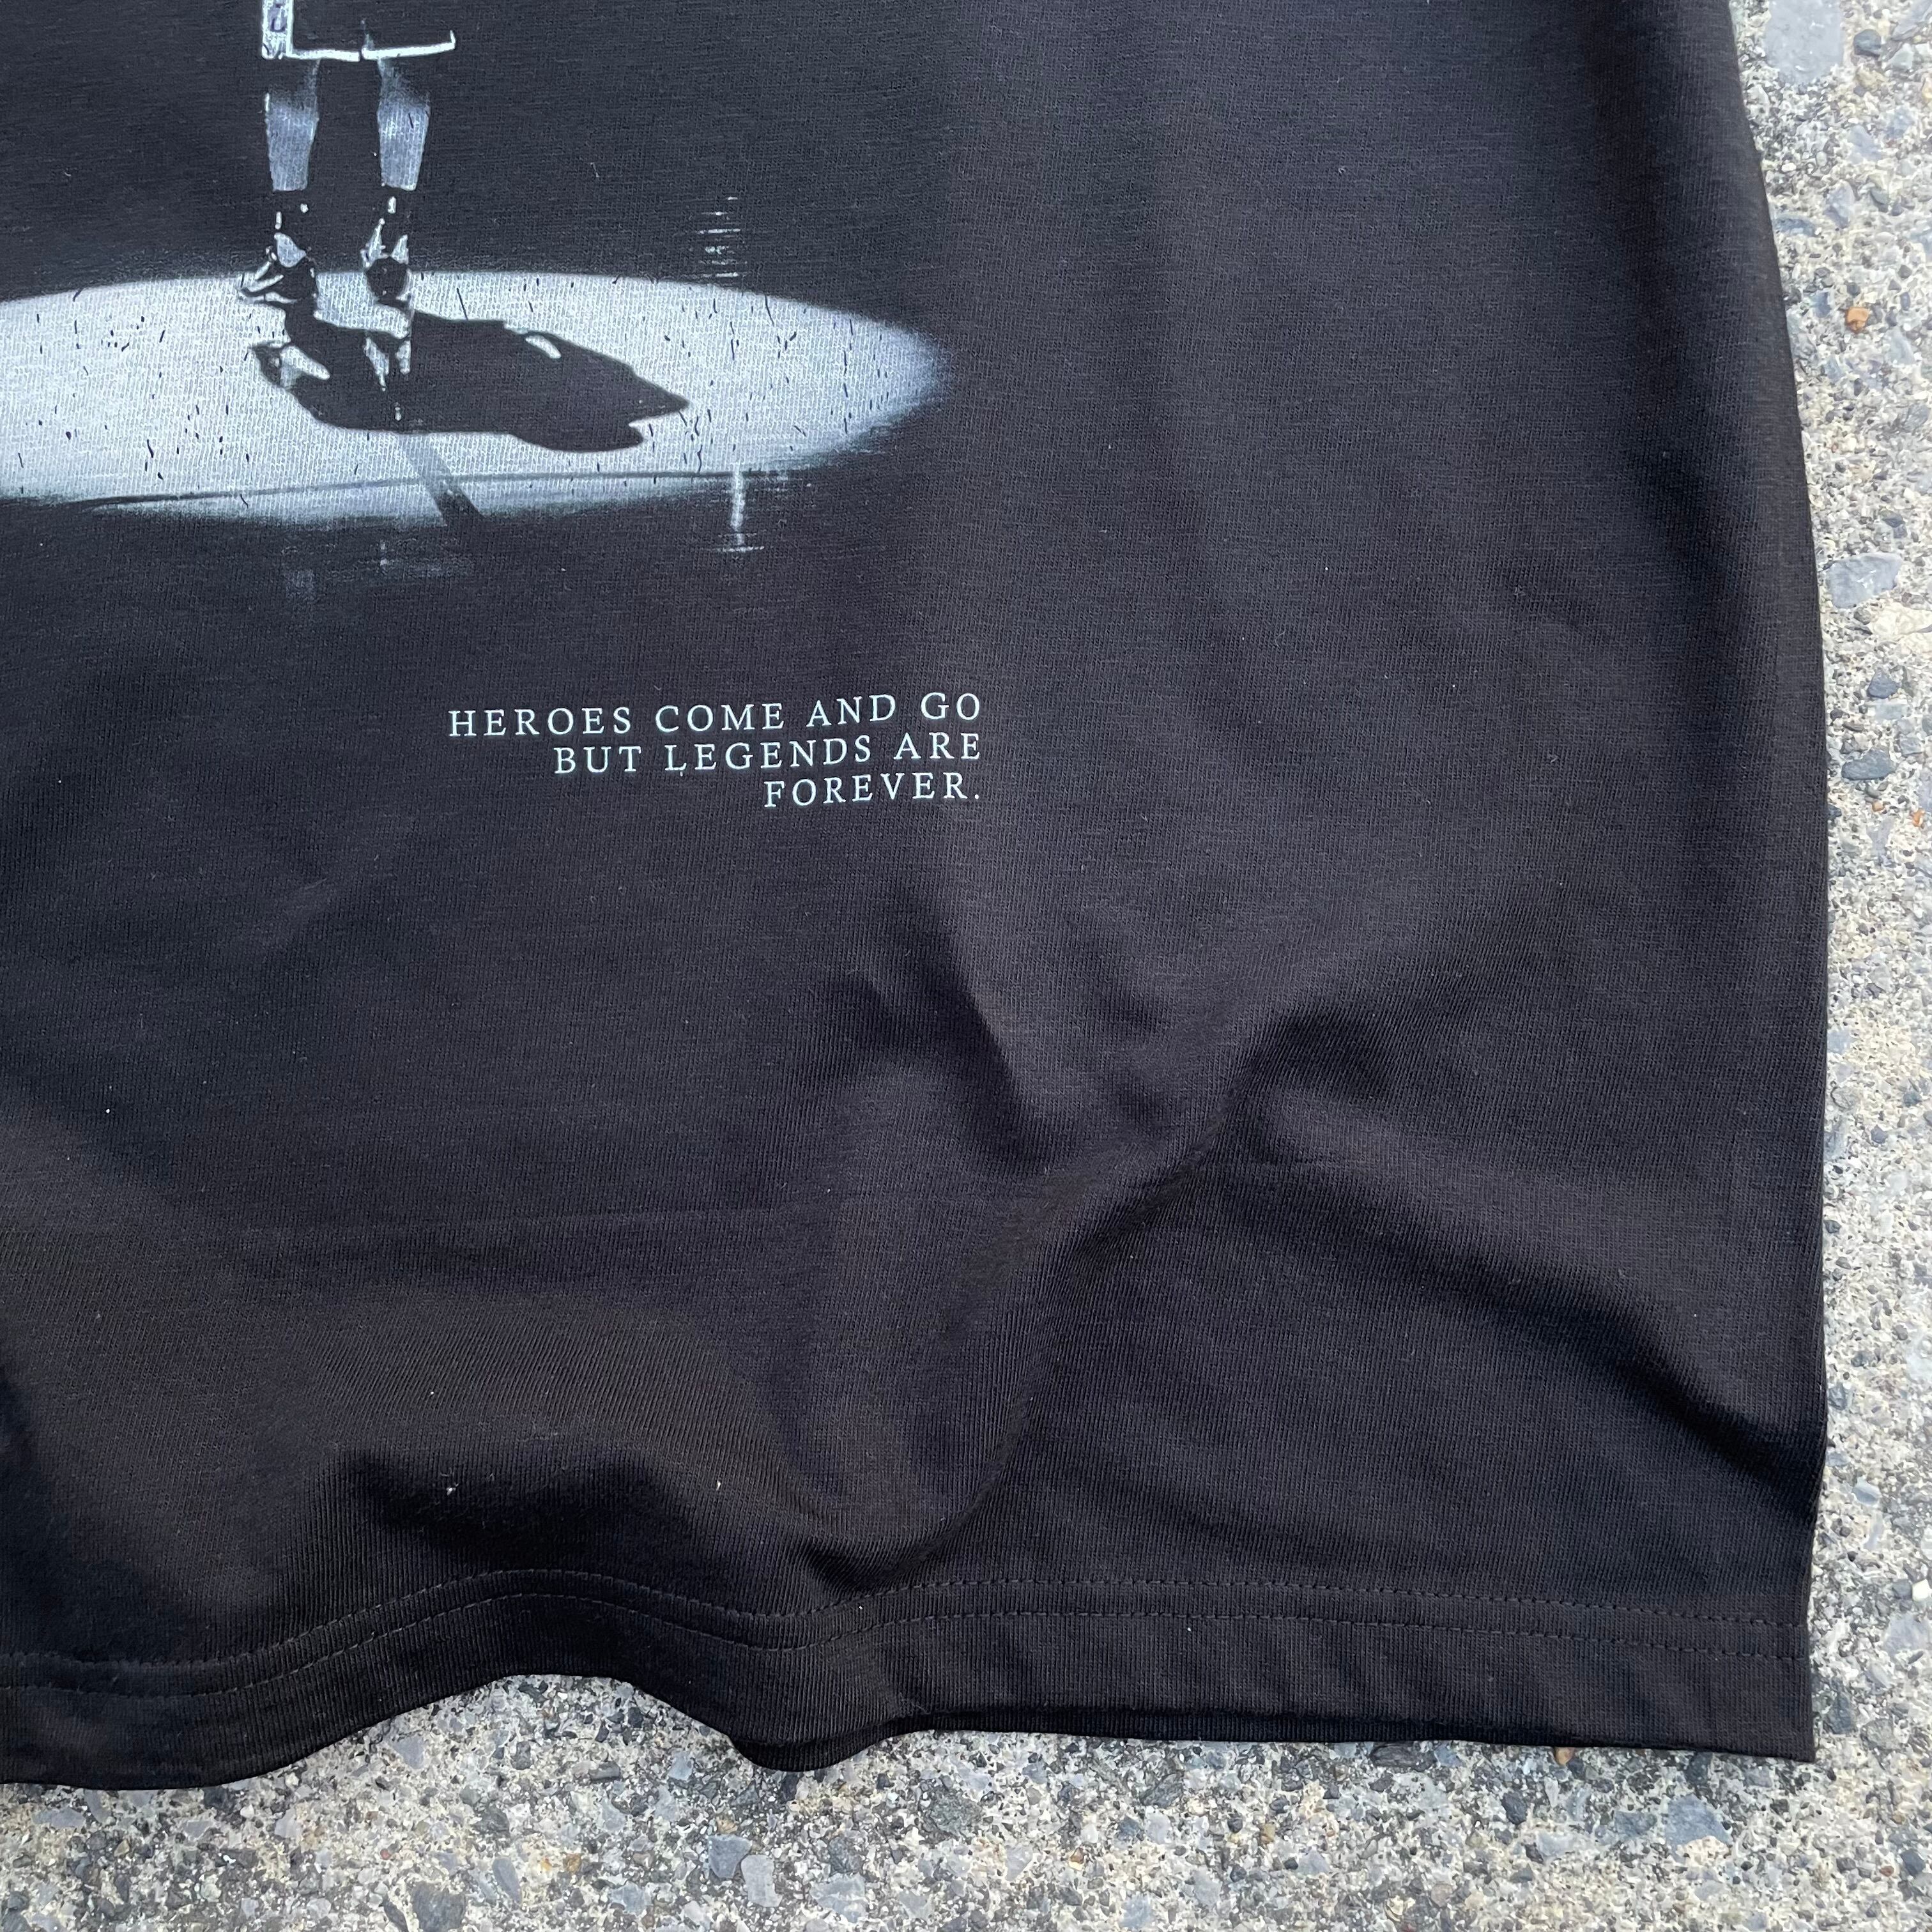 HEROES COME AND GO
BUT LEGENDS ARE
FOREVER.